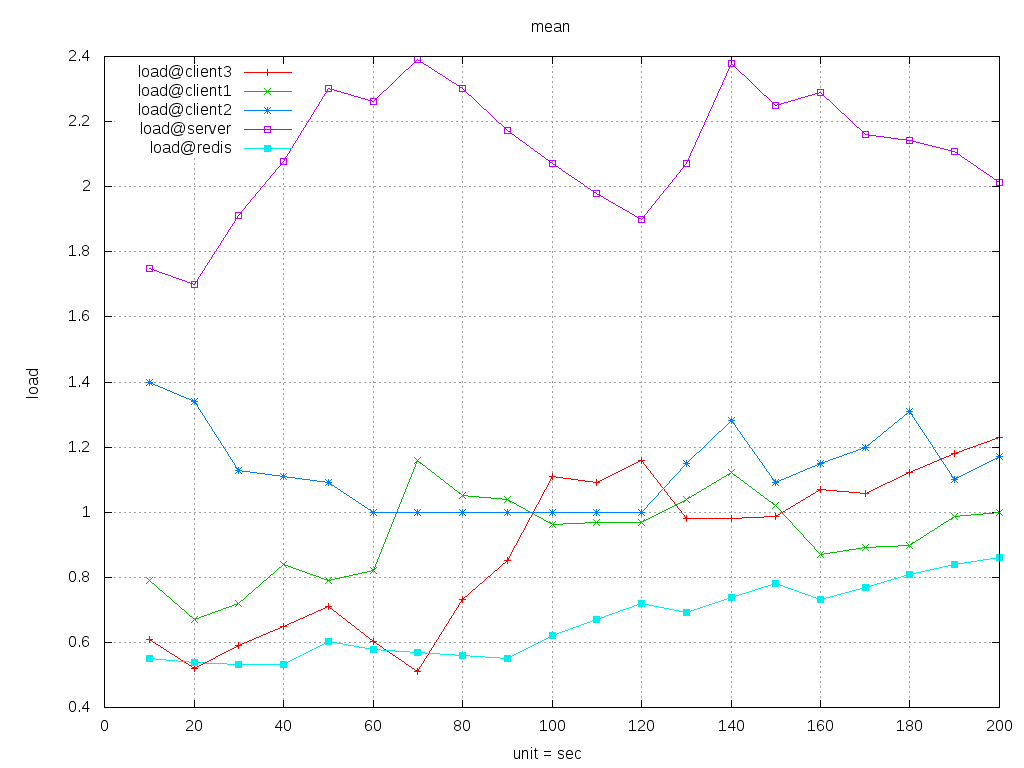 mean
load@client3
load@client1
load@client2
load@server
load@redis
2.4
2.2
2
1.8
1.6
1.4
1.2
1
0.8
0.6
0.4
load
0 20 40 60 80 100 120 140 160 180 200
unit = sec